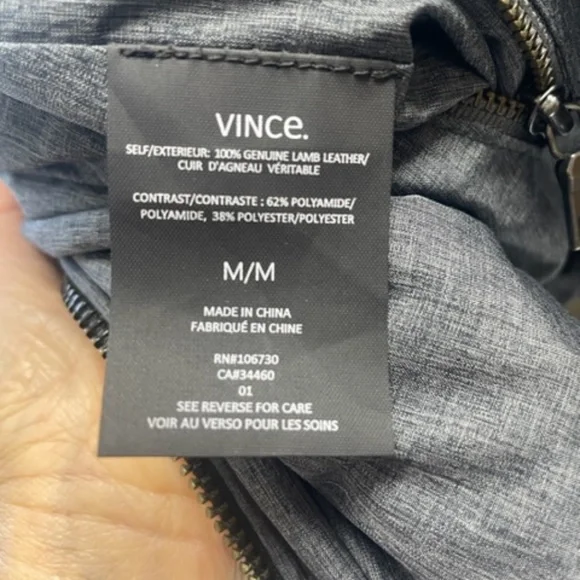 VINCe.
SELF/EXTERIEUR: 100% GENUINE LAMB LEATHER/
CUIR D'AGNEAU VÉRITABLE
CONTRAST/CONTRASTE : 62% POLYAMIDE/
POLYAMIDE, 38% POLYESTER/POLYESTER
M/M
MADE IN CHINA
FABRIQUÉ EN CHINE
RN#106730
CA#34460
01
SEE REVERSE FOR CARE
VOIR AU VERSO POUR LES SOINS